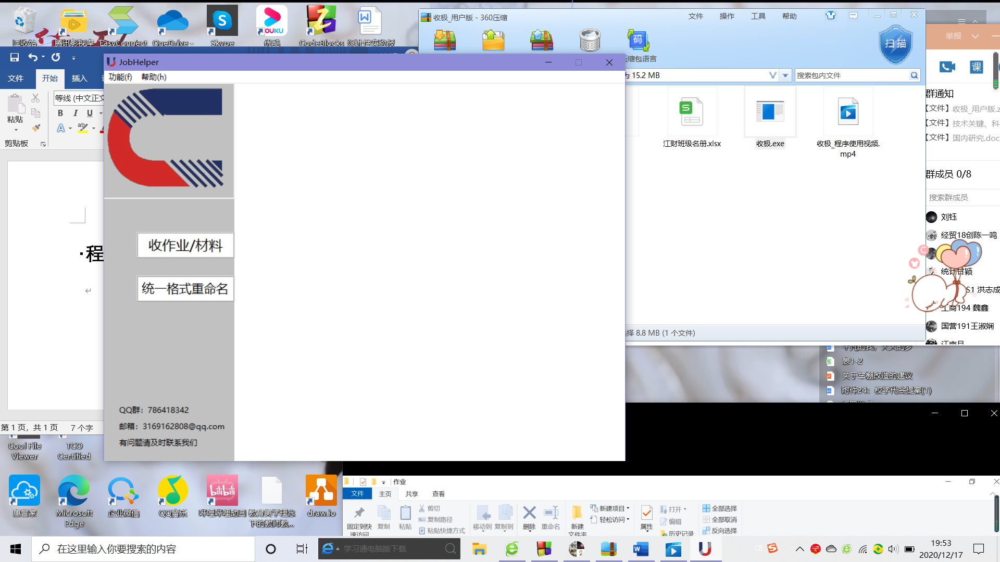 回收站
腾讯影视库
EasyConnect
OneDrive -
Skype
优酷
CodeBlocks
设计性实验报
收极_用户版 - 360压缩
文件
操作
工具
帮助
扫描
压缩包语言
为 15.2 MB
搜索包内文件
江财班级名册.xlsx
收极.exe
收极_程序使用视频.
mp4
选择 8.8 MB (1 个文件)
举报
课
群通知
【文件】收极_用户版.z
【文件】技术关键、科
【文件】国内研究.doc
群成员 0/8
搜索群成员
刘钰
经贸18创陈一鸣
统计甘颖
S1 洪志成
工商194 魏鑫
国营191王淑娴
表1-2
关于车棚改造的建议
附件24：校学代会提案(1)
文件
开始
插入
粘贴
等线 (中文正文
B I U
剪贴板
·程
第 1 页，共 1 页
7 个字
JobHelper
功能(f)
帮助(h)
收作业/材料
统一格式重命名
QQ群：786418342
邮箱：3169162808@qq.com
有问题请及时联系我们
Cool File
Viewer
TCO
Certified
惠管家
Microsoft
Edge
企业微信
QQ音乐
哔哩哔哩动画
教育美学理念
下的教师教...
draw.io
作业
文件
主页
共享
查看
固定到快
速访问
复制
粘贴
剪切
复制路径
粘贴快捷方式
移动到
复制到
删除
重命名
新建
文件夹
新建项目
轻松访问
属性
打开
编辑
历史记录
全部选择
全部取消
反向选择
在这里输入你要搜索的内容
学习通电脑版下载
CH
19:53
2020/12/17